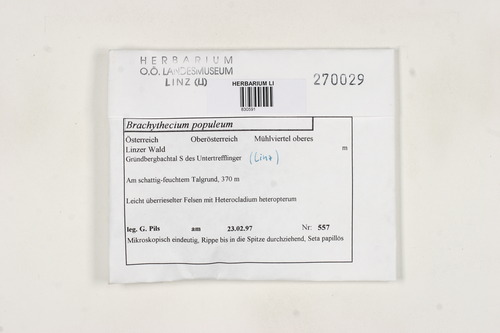 HERBARIUM
O.Ö. LANDESMUSEUM
LINZ (LI)
HERBARIUM LI
830591
270029
Brachythecium populeum
Österreich Oberösterreich Mühlviertel oberes
Linzer Wald m
Gründbergbachtal S des Untertrefflinger (Linz)
Am schattig-feuchtem Talgrund, 370 m
Leicht überrieselter Felsen mit Heterocladium heteropterum
leg. G. Pils am 23.02.97 Nr: 557
Mikroskopisch eindeutig, Rippe bis in die Spitze durchziehend, Seta papillös